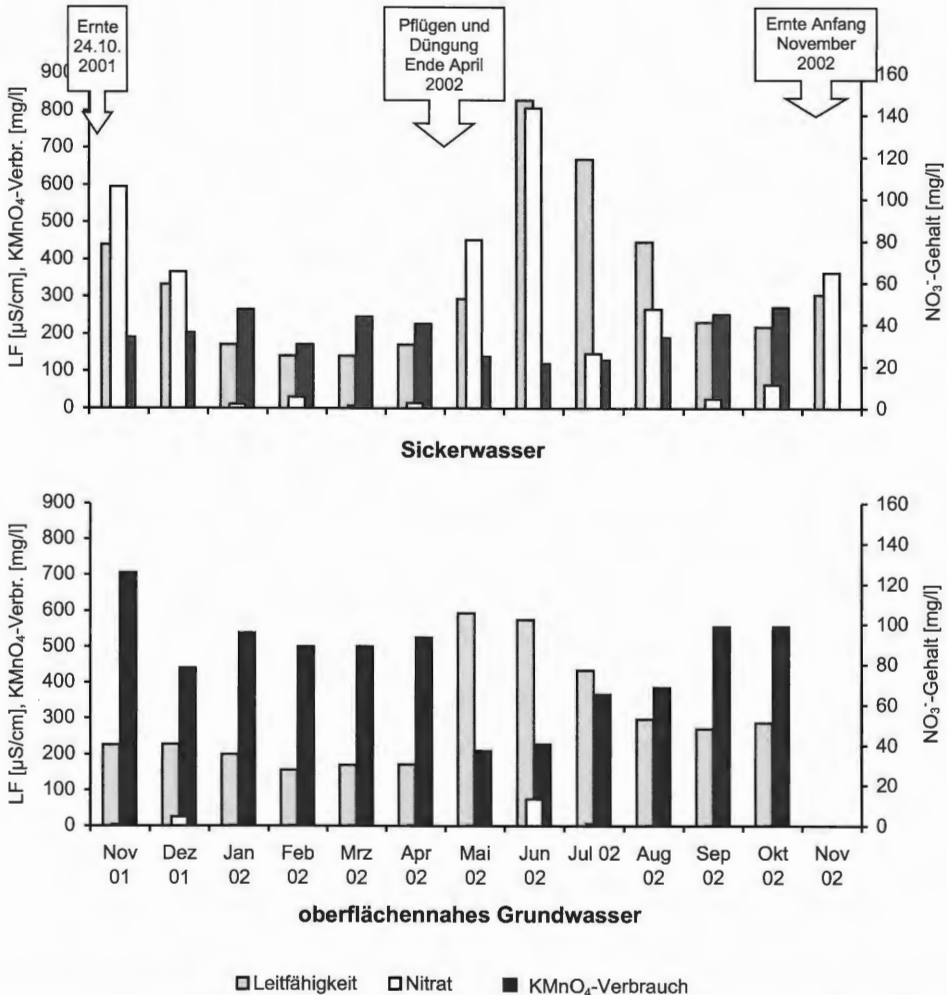 Ernte
24.10.
2001
Pflügen und
Düngung
Ende April
2002
Ernte Anfang
November
2002
LF [µS/cm], KMnO₄-Verbr. [mg/l]
900
800
700
600
500
400
300
200
100
0
160
140
120
100
80
60
40
20
0
NO₃⁻-Gehalt [mg/l]
Sickerwasser
LF [µS/cm], KMnO₄-Verbr. [mg/l]
900
800
700
600
500
400
300
200
100
0
160
140
120
100
80
60
40
20
0
NO₃⁻-Gehalt [mg/l]
Nov Dez Jan Feb Mrz Apr Mai Jun Jul 02 Aug Sep Okt Nov
01 01 02 02 02 02 02 02 02 02 02 02
oberflächennahes Grundwasser
Leitfähigkeit Nitrat KMnO₄-Verbrauch